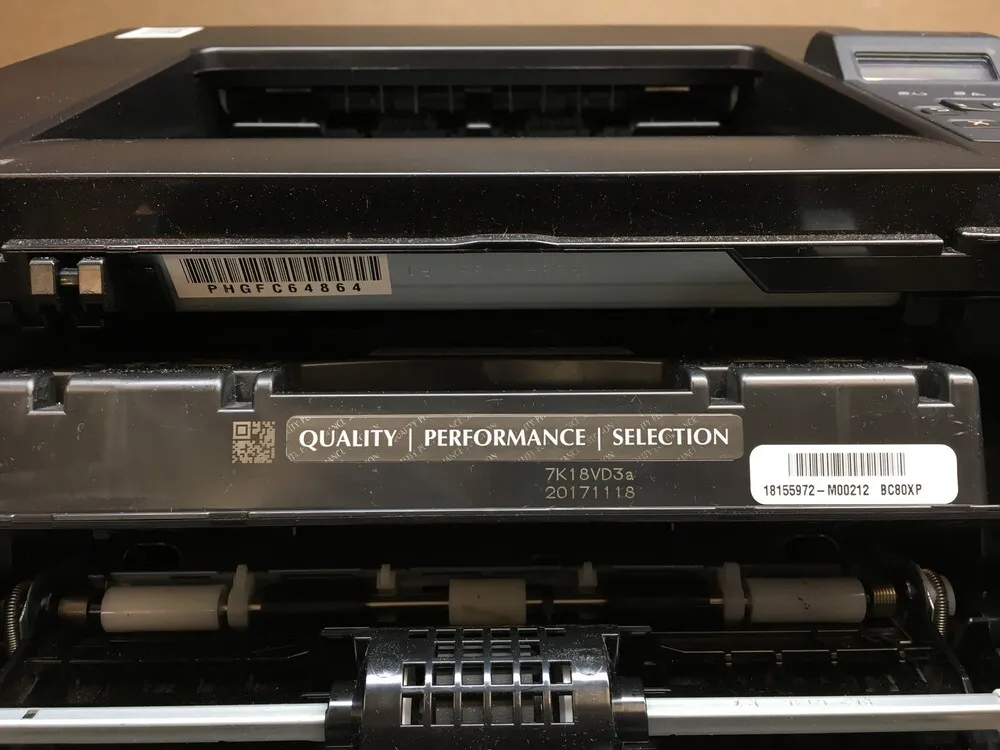 PHGFC64864
QUALITY | PERFORMANCE | SELECTION
7K18VD3a
20171118
18155972-M00212 BC80XP